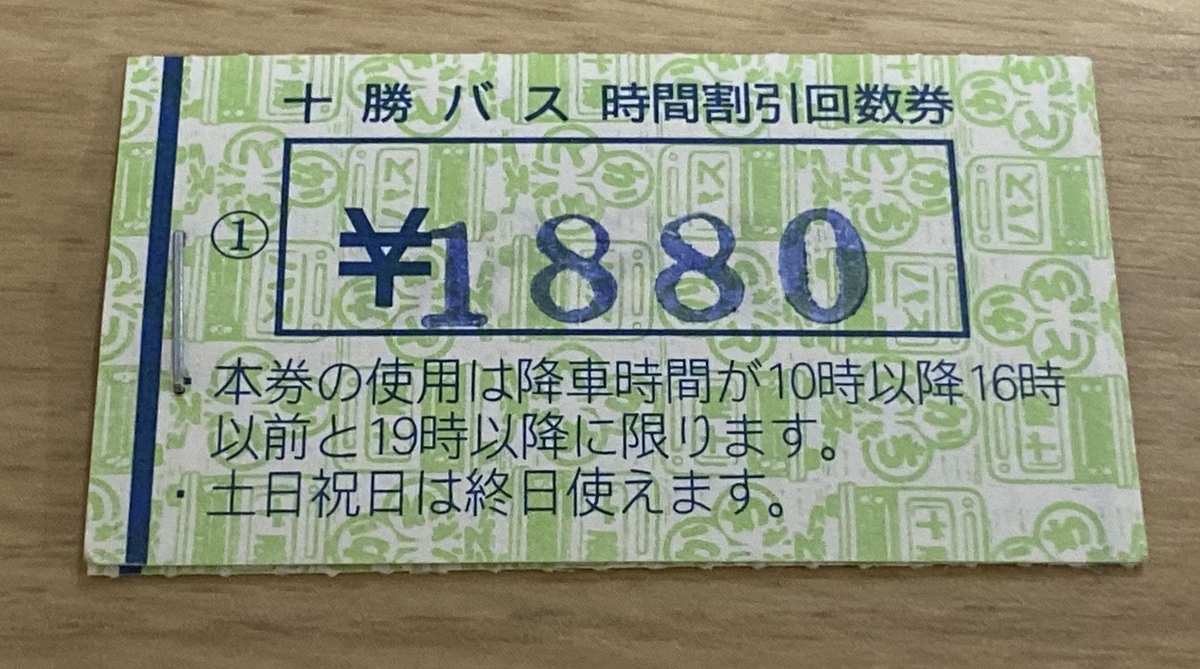 十勝バス 時間割引回数券
①
¥1880
・本券の使用は降車時間が10時以降16時
以前と19時以降に限ります。
・土日祝日は終日使えます。